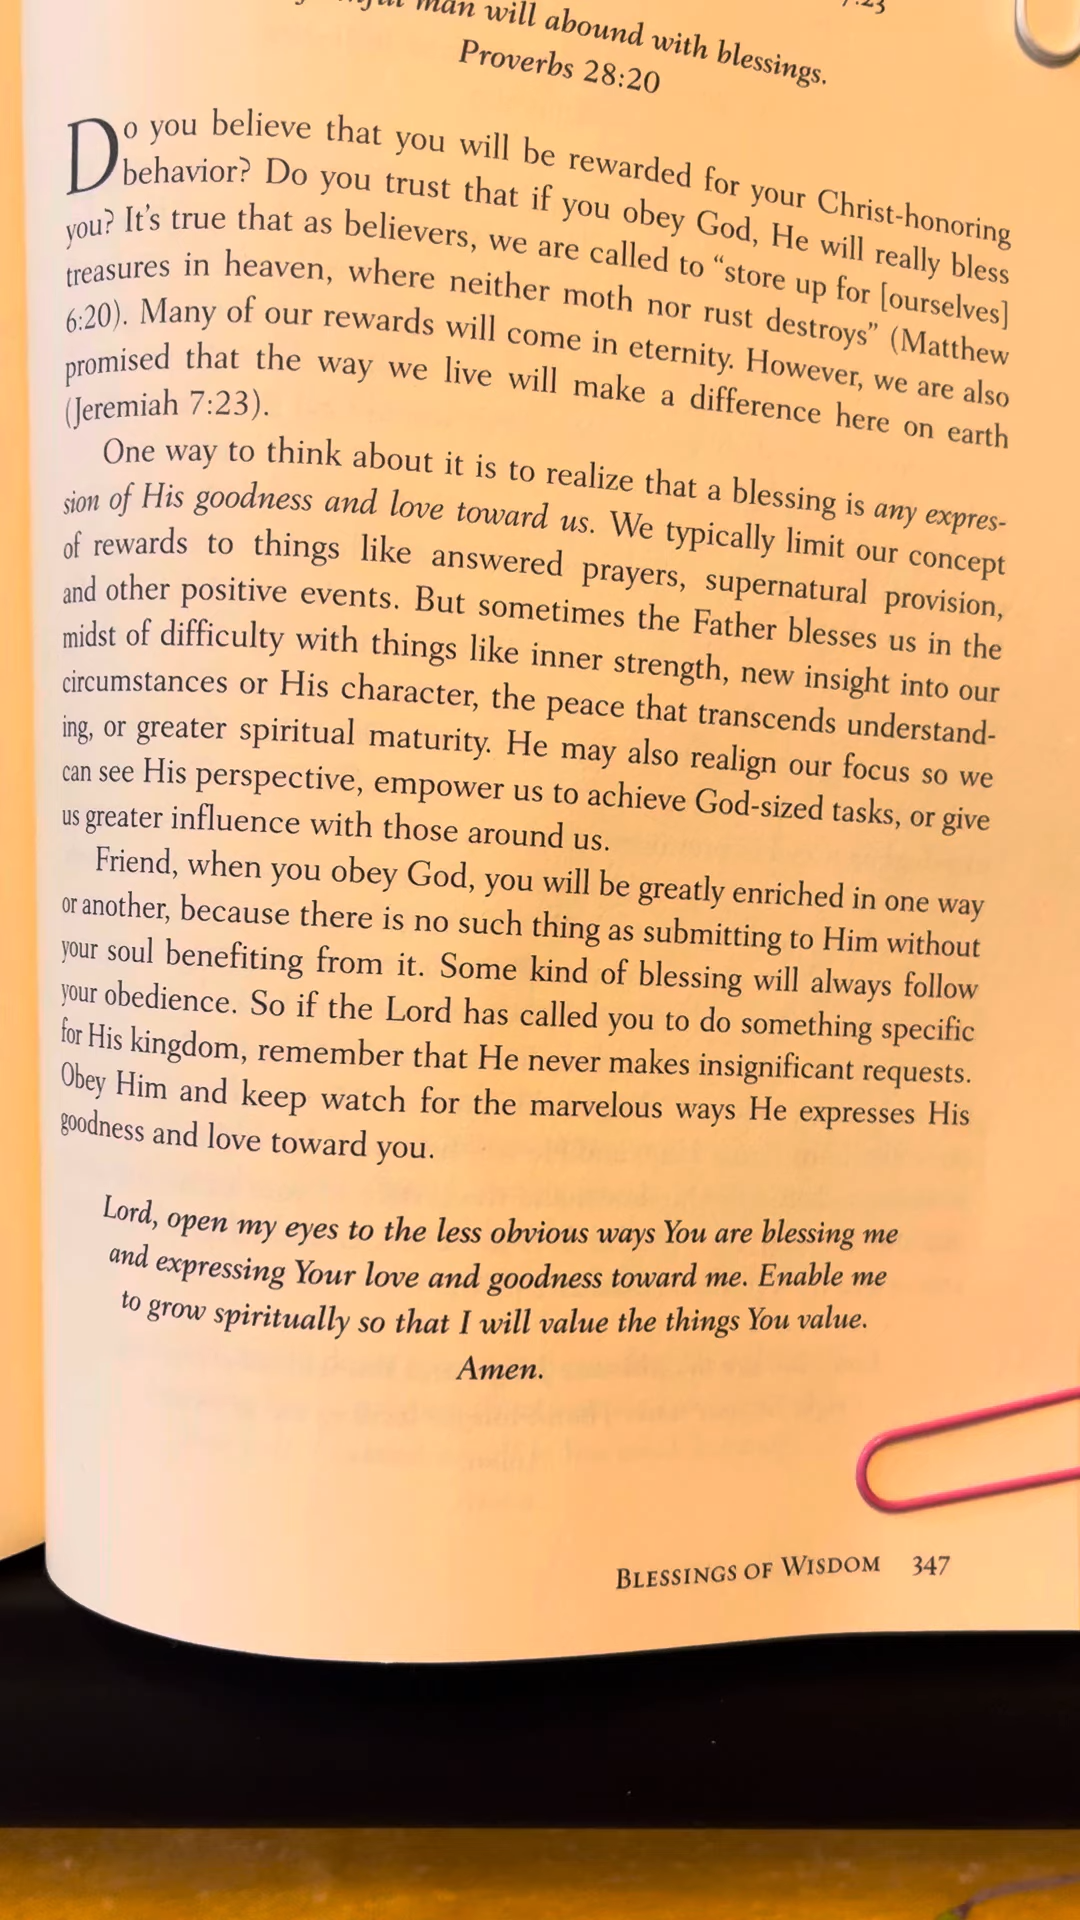 man will abound with blessings.
Proverbs 28:20
Do you believe that you will be rewarded for your Christ-honoring
behavior? Do you trust that if you obey God, He will really bless
you? It's true that as believers, we are called to “store up for [ourselves]
treasures in heaven, where neither moth nor rust destroys” (Matthew
6:20). Many of our rewards will come in eternity. However, we are also
promised that the way we live will make a difference here on earth
(Jeremiah 7:23).
One way to think about it is to realize that a blessing is any expres-
sion of His goodness and love toward us. We typically limit our concept
of rewards to things like answered prayers, supernatural provision,
and other positive events. But sometimes the Father blesses us in the
midst of difficulty with things like inner strength, new insight into our
circumstances or His character, the peace that transcends understand-
ing, or greater spiritual maturity. He may also realign our focus so we
can see His perspective, empower us to achieve God-sized tasks, or give
us greater influence with those around us.
Friend, when you obey God, you will be greatly enriched in one way
or another, because there is no such thing as submitting to Him without
your soul benefiting from it. Some kind of blessing will always follow
your obedience. So if the Lord has called you to do something specific
for His kingdom, remember that He never makes insignificant requests.
Obey Him and keep watch for the marvelous ways He expresses His
goodness and love toward you.
Lord, open my eyes to the less obvious ways You are blessing me
and expressing Your love and goodness toward me. Enable me
to grow spiritually so that I will value the things You value.
Amen.
BLESSINGS OF WISDOM 347